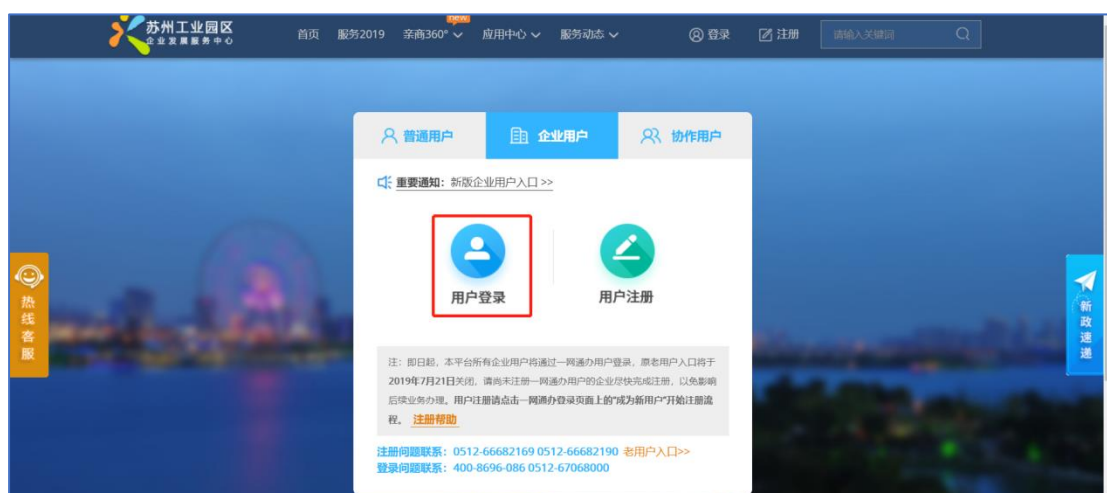 苏州工业园区
企业发展服务中心
首页 服务2019 亲商360° new 应用中心 服务动态 登录 注册 请输入关键词
普通用户 企业用户 协作用户
重要通知：新版企业用户入口 >>
用户登录 用户注册
热线客服
新政速递
注：即日起，本平台所有企业用户将通过一网通办用户登录，原老用户入口将于
2019年7月21日关闭，请尚未注册一网通办用户的企业尽快完成注册，以免影响
后续业务办理。用户注册请点击一网通办登录页面上的“成为新用户”开始注册流
程。 注册帮助
注册问题联系：0512-66682169 0512-66682190 老用户入口>>
登录问题联系：400-8696-086 0512-67068000